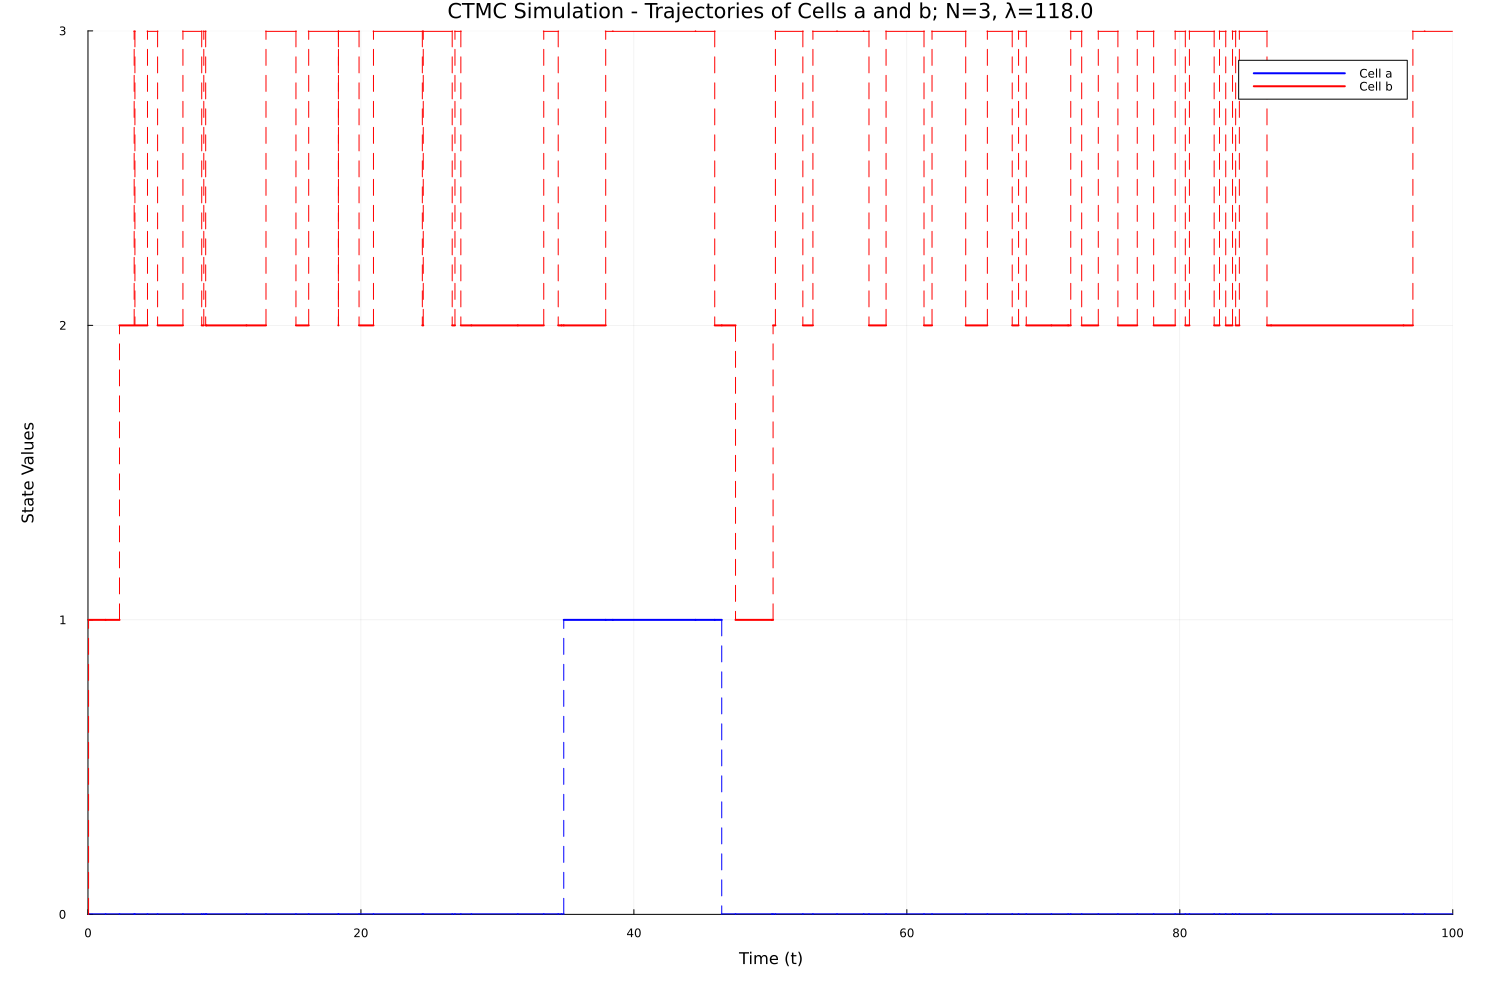 CTMC Simulation - Trajectories of Cells a and b; N=3, λ=118.0
3
Cell a
Cell b
2
State Values
1
0
0 20 40 60 80 100
Time (t)